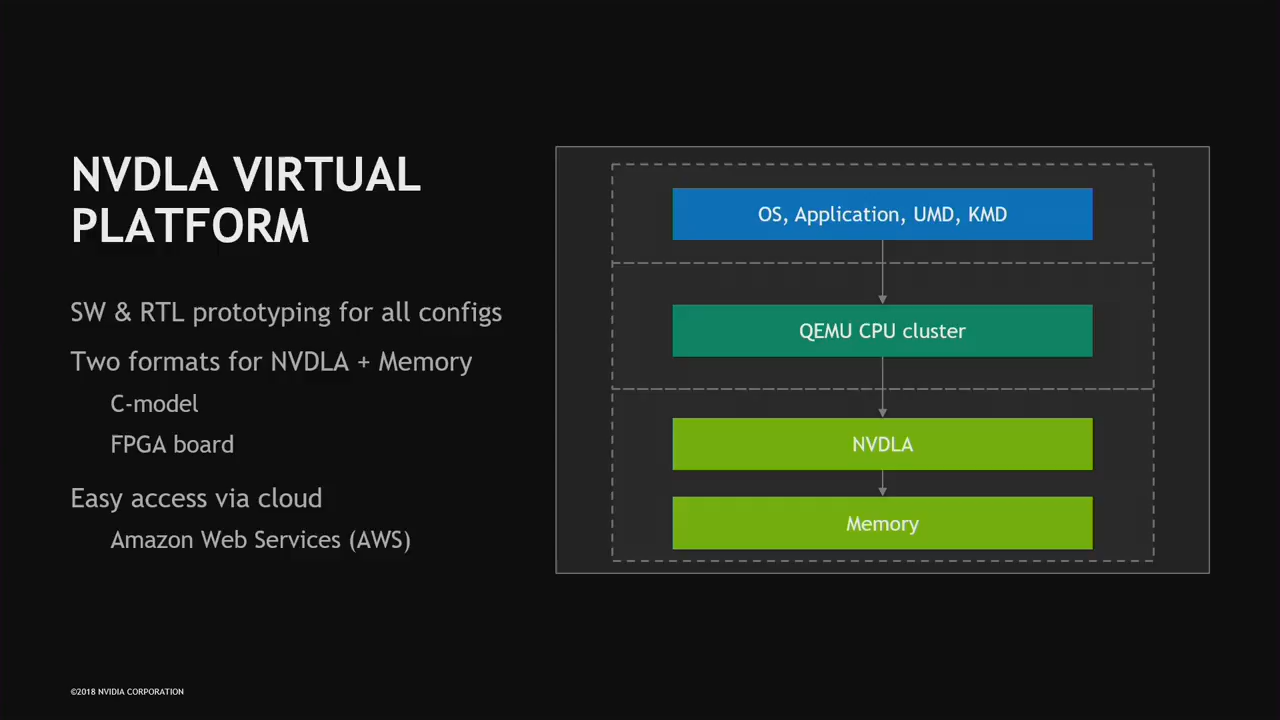 NVDLA VIRTUAL
PLATFORM
SW & RTL prototyping for all configs
Two formats for NVDLA + Memory
C-model
FPGA board
Easy access via cloud
Amazon Web Services (AWS)
OS, Application, UMD, KMD
QEMU CPU cluster
NVDLA
Memory
©2018 NVIDIA CORPORATION